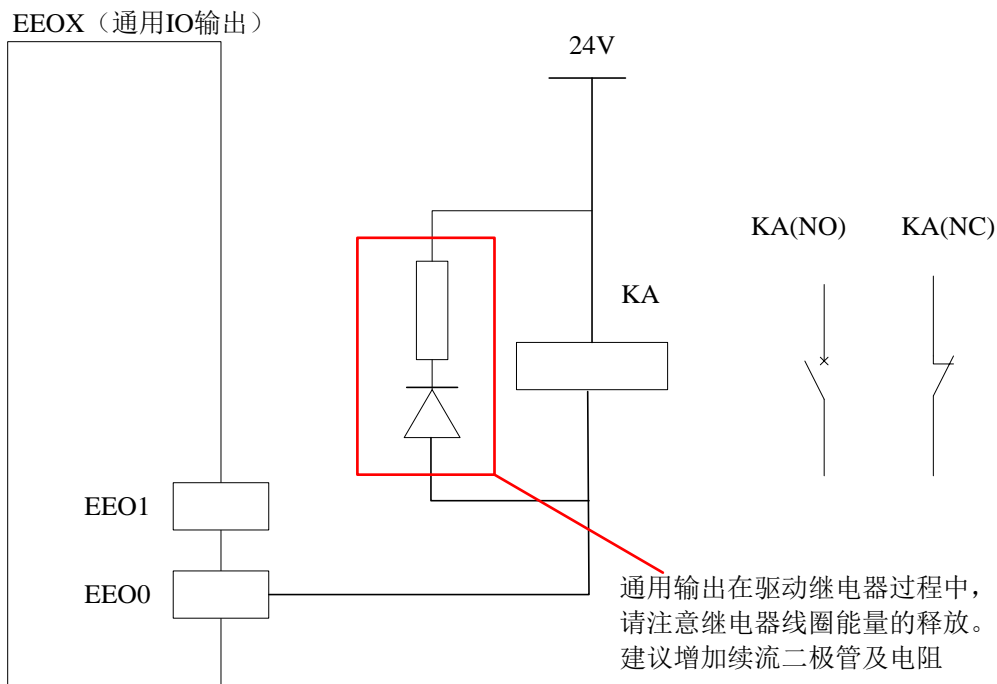 EEOX（通用IO输出）
24V
KA(NO)
KA(NC)
KA
EEO1
EEO0
通用输出在驱动继电器过程中，
请注意继电器线圈能量的释放。
建议增加续流二极管及电阻